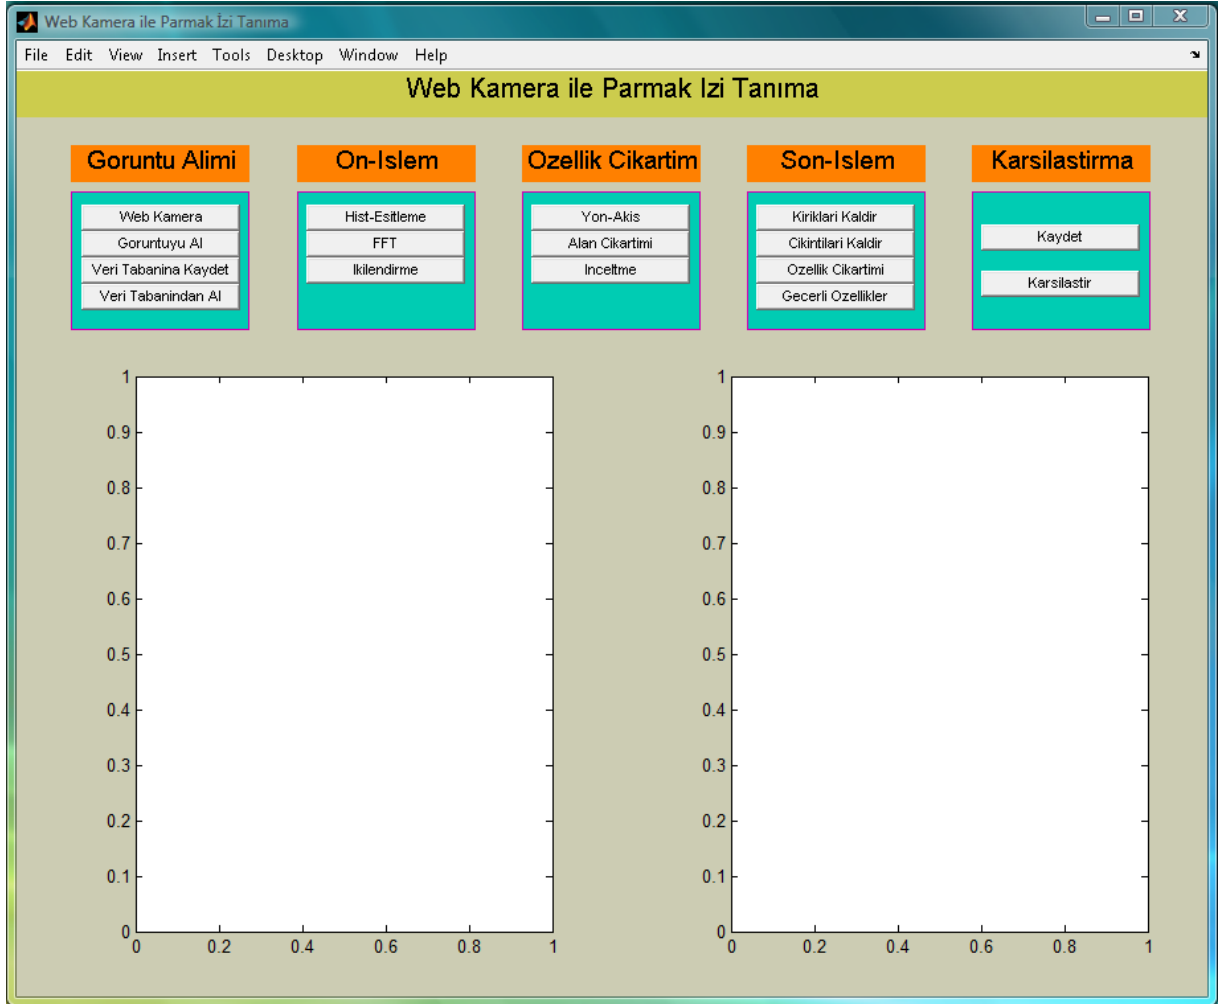 Web Kamera ile Parmak İzi Tanıma
File Edit View Insert Tools Desktop Window Help
Web Kamera ile Parmak Izi Tanıma
Goruntu Alimi
Web Kamera
Goruntuyu Al
Veri Tabanina Kaydet
Veri Tabanindan Al
On-Islem
Hist-Esitleme
FFT
Ikilendirme
Ozellik Cikartim
Yon-Akis
Alan Cikartimi
Inceltme
Son-Islem
Kiriklari Kaldir
Cikintilari Kaldir
Ozellik Cikartimi
Gecerli Ozellikler
Karsilastirma
Kaydet
Karsilastir
1
0.9
0.8
0.7
0.6
0.5
0.4
0.3
0.2
0.1
0
0 0.2 0.4 0.6 0.8 1
1
0.9
0.8
0.7
0.6
0.5
0.4
0.3
0.2
0.1
0
0 0.2 0.4 0.6 0.8 1